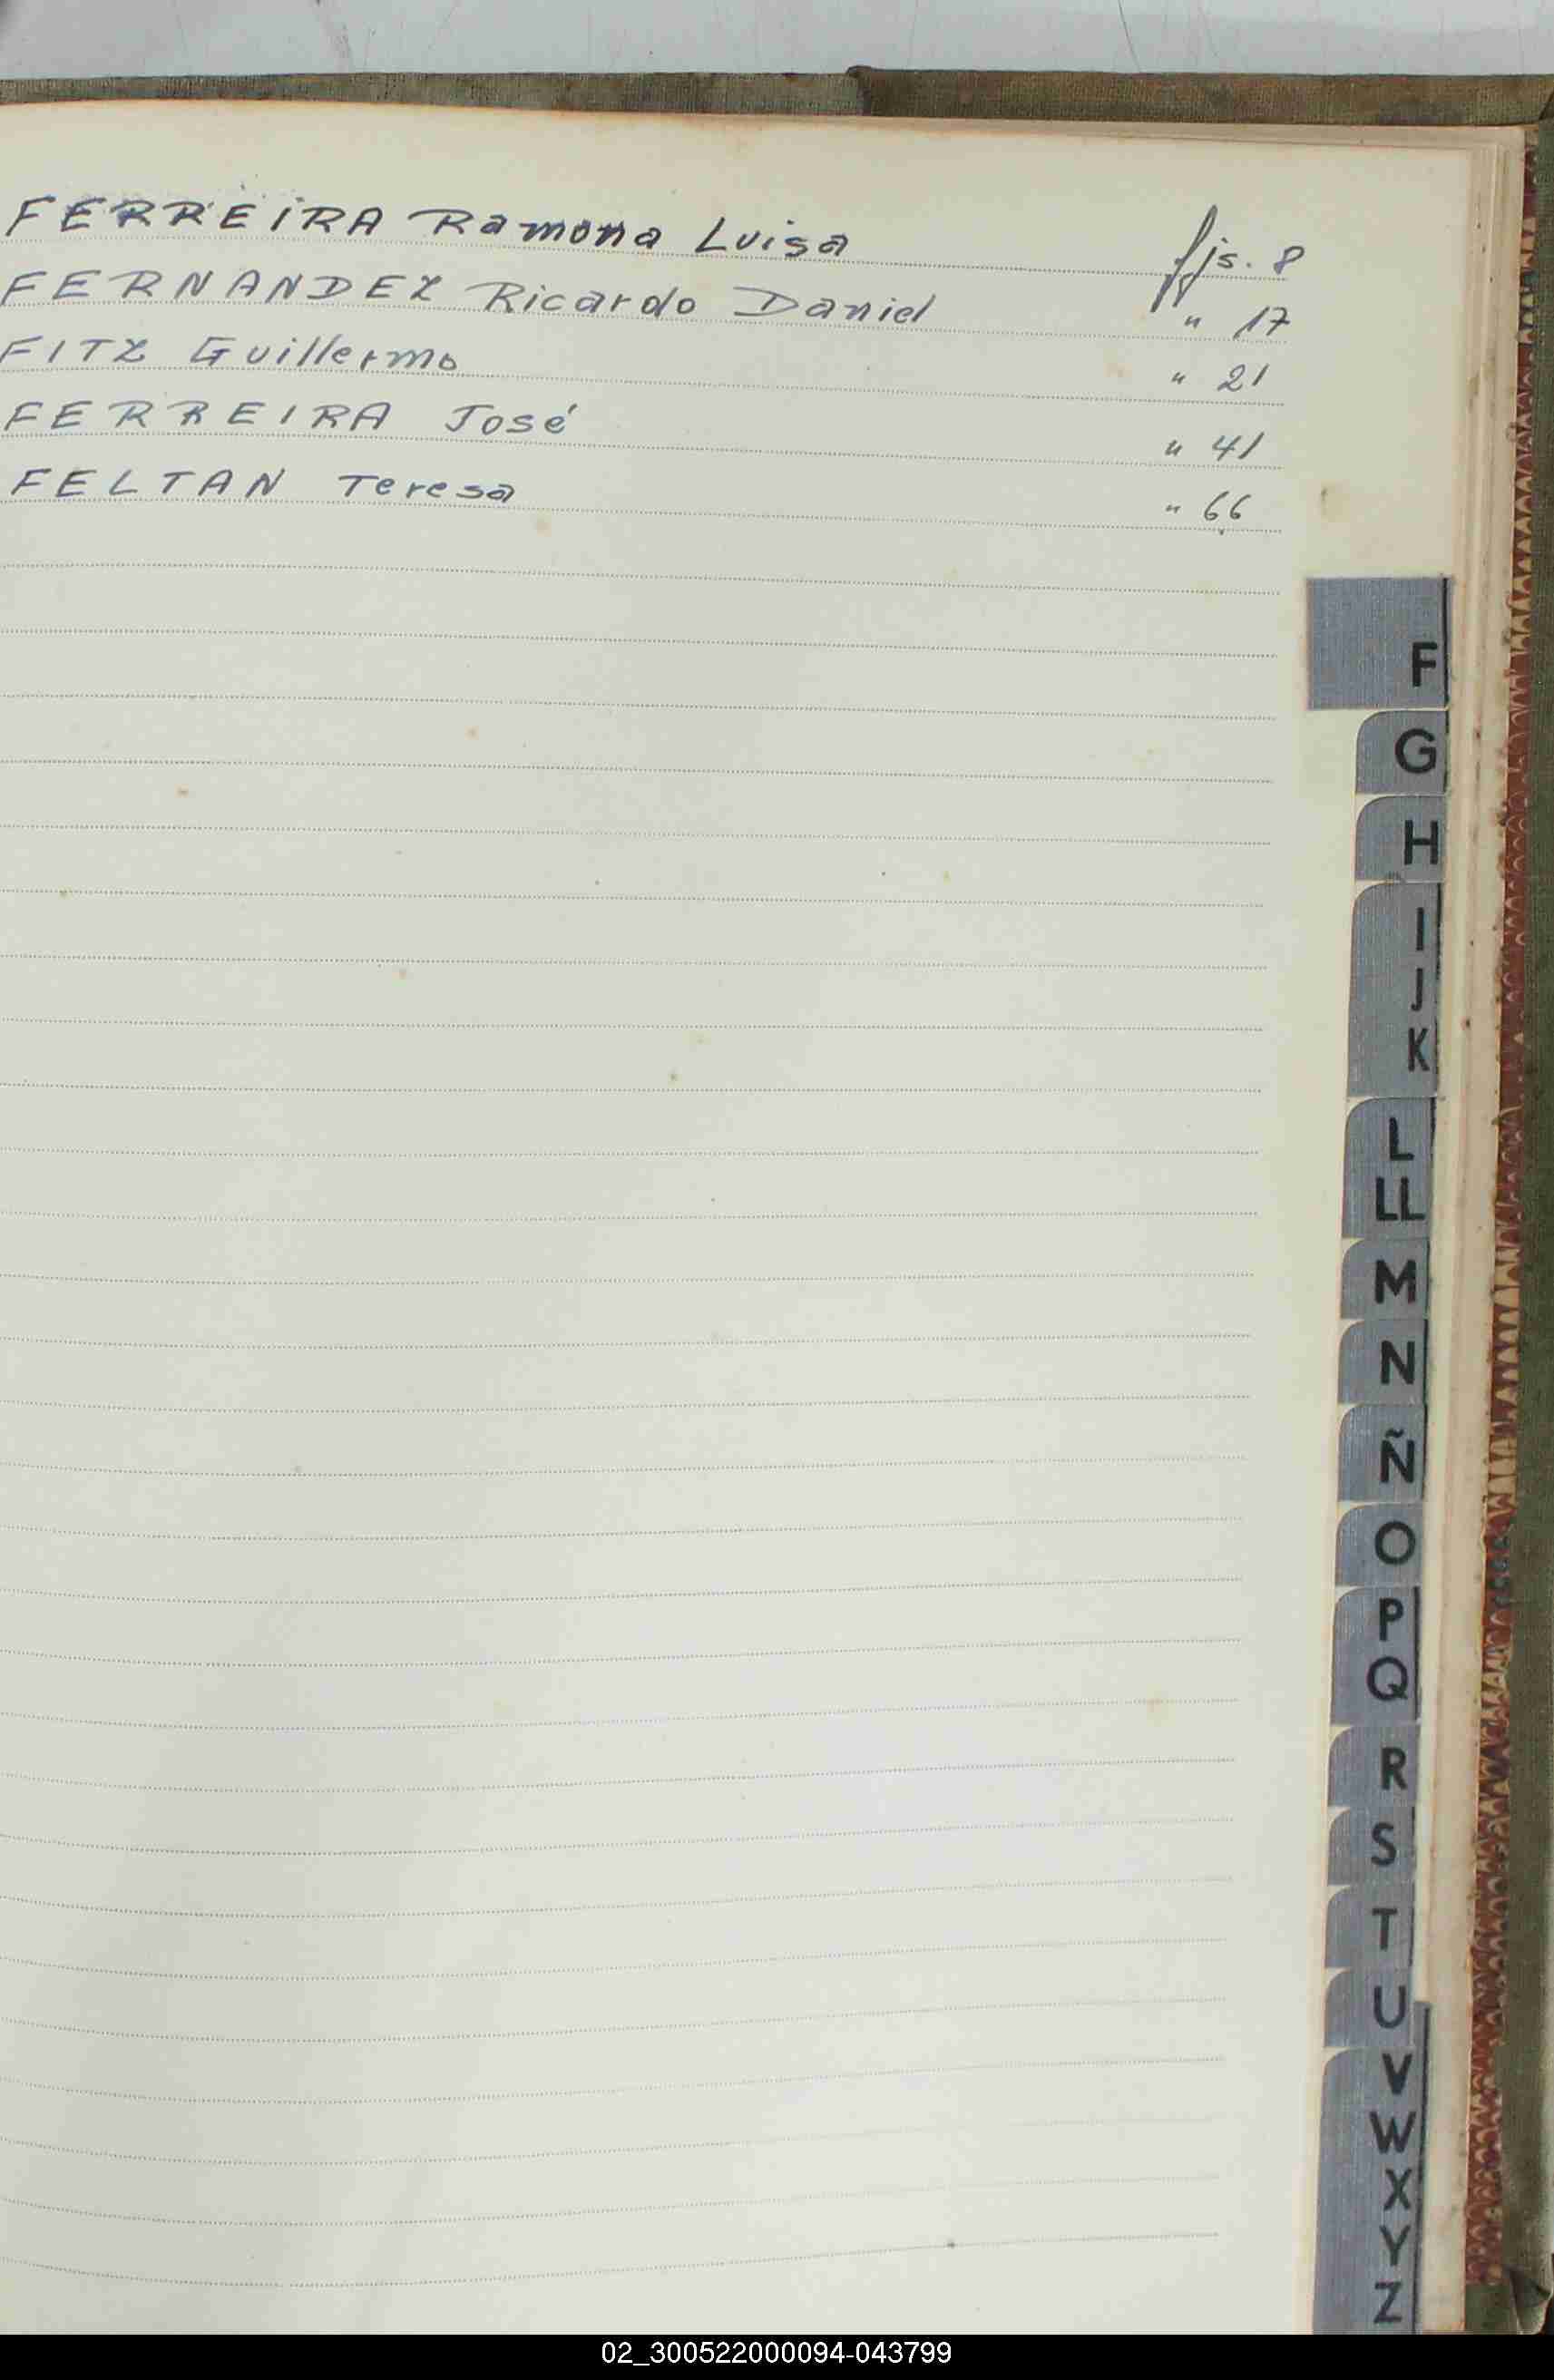 FERREIRA Ramona Luisa fjs. 8
FERNANDEZ Ricardo Daniel " 17
FITZ Guillermo " 21
FERREIRA José " 41
FELTAN Teresa " 66
F
G
H
I
J
K
L
LL
M
N
Ñ
O
P
Q
R
S
T
U
V
W
X
Y
Z
02_300522000094-043799